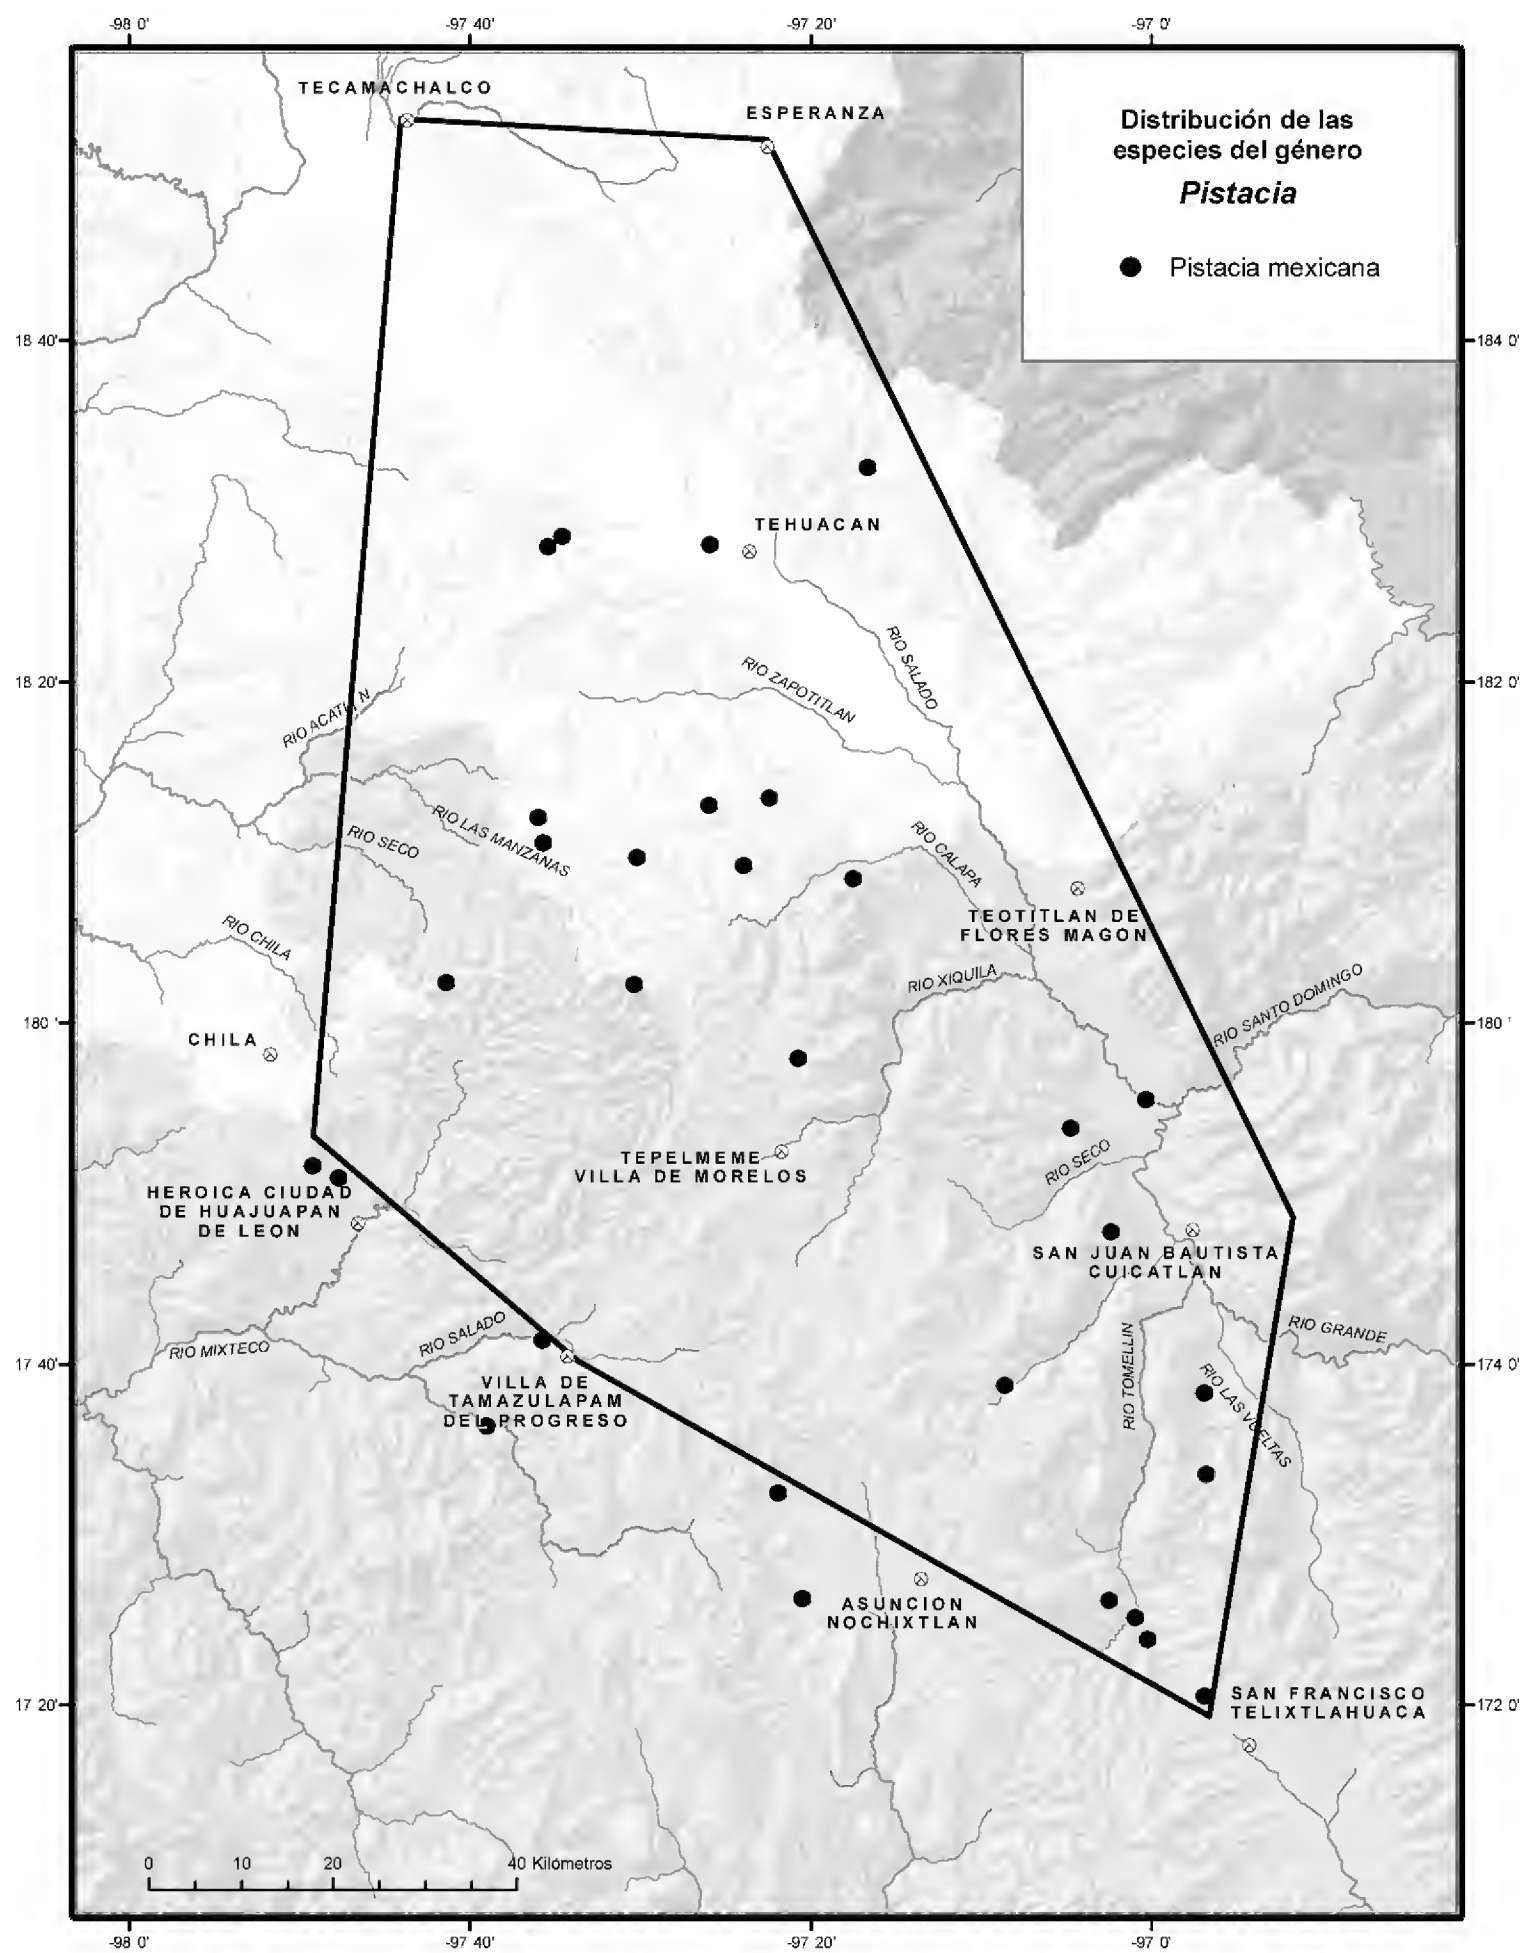 -98 0'
-97 40'
-97 20'
-97 0'
TECAMACHALCO
ESPERANZA
Distribución de las
especies del género
Pistacia
Pistacia mexicana
18 40'
184 0'
TEHUACAN
RIO SALADO
18 20'
182 0'
RIO ZAPOTITLAN
RIO LAS MANZANAS
RIO SECO
RIO CALAPA
TEOTITLAN DE
FLORES MAGON
RIO CHILA
RIO XIQUILA
RIO SANTO DOMINGO
180 '
180 '
CHILA
TEPELMEME
VILLA DE MORELOS
RIO SECO
HEROICA CIUDAD
DE HUAJUAPAN
DE LEON
SAN JUAN BAUTISTA
CUICATLAN
RIO GRANDE
RIO SALADO
RIO MIXTECO
17 40'
174 0'
RIO TOMELLIN
RIO LAS VUELTAS
VILLA DE
TAMAZULAPAM
DEL PROGRESO
ASUNCION
NOCHIXTLAN
SAN FRANCISCO
TELIXTLAHUACA
17 20'
172 0'
0 10 20 40 Kilómetros
-98 0'
-97 40'
-97 20'
-97 0'